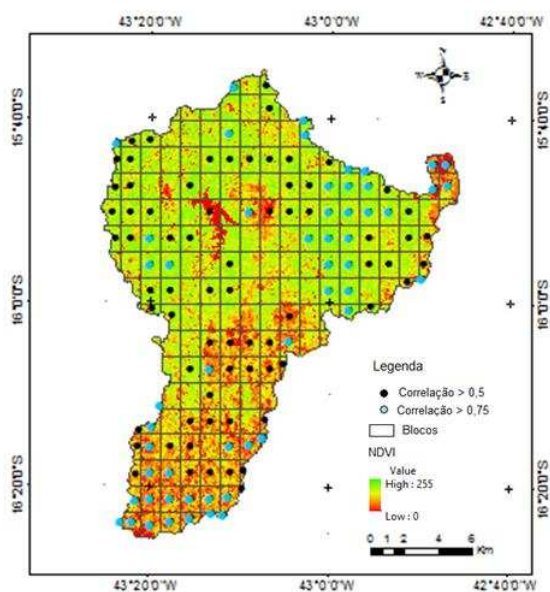 43°20'0"W 43°0'0"W 42°40'0"W
N
E
15°40'0"S 15°40'0"S
16°0'0"S 16°0'0"S
Legenda
Correlação > 0,5
Correlação > 0,75
Blocos
NDVI
Value
High : 255
Low : 0
16°20'0"S 16°20'0"S
0 1 2 4 6
Km
43°20'0"W 43°0'0"W 42°40'0"W